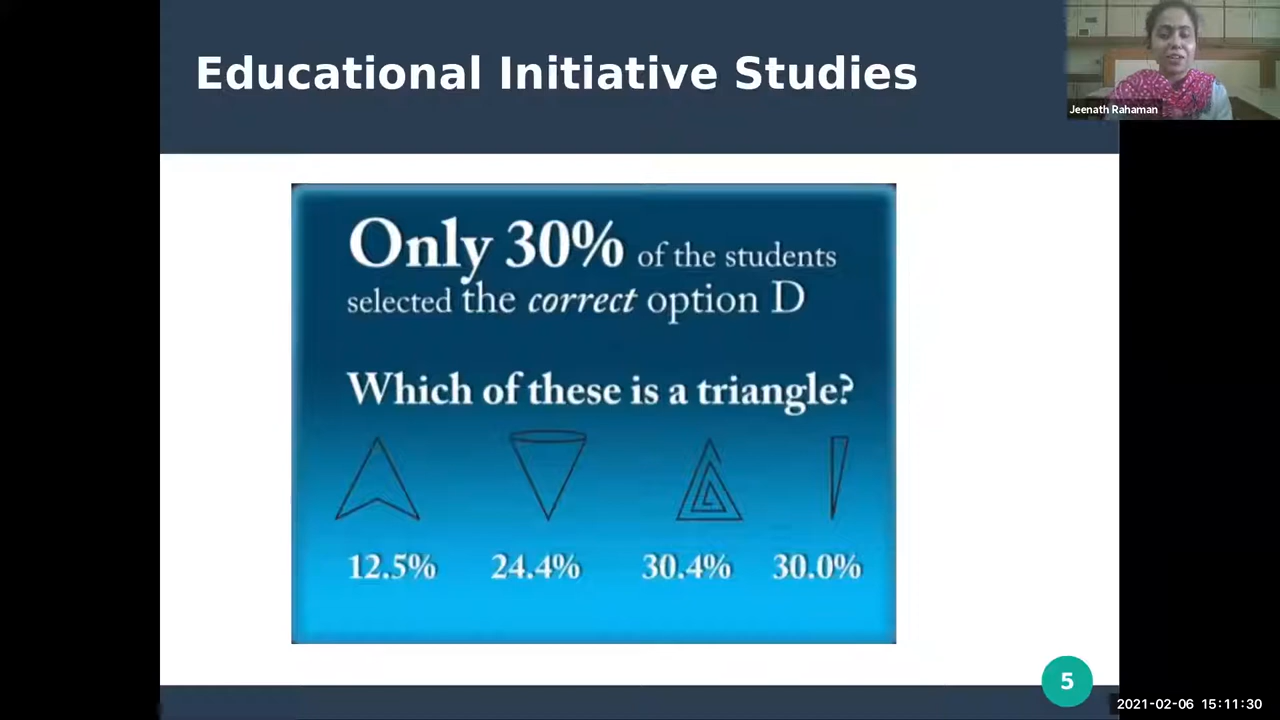 Educational Initiative Studies
Jeenath Rahaman
Only 30% of the students
selected the correct option D
Which of these is a triangle?
12.5% 24.4% 30.4% 30.0%
5
2021-02-06 15:11:30